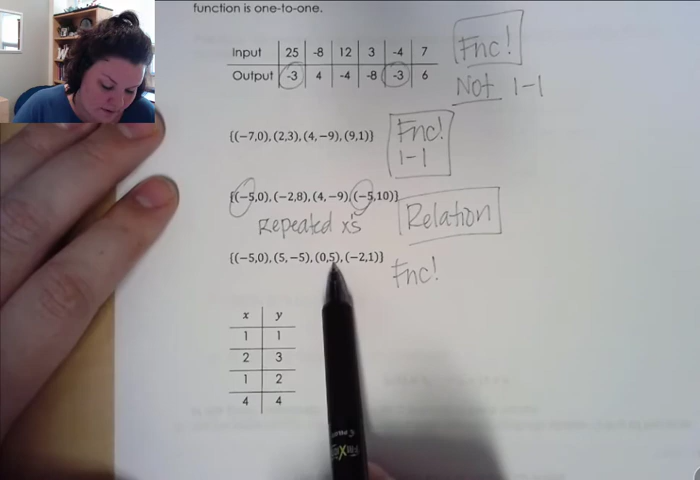 function is one-to-one.
Input 25 -8 12 3 -4 7
Output -3 4 -4 -8 -3 6
Fnc!
Not 1-1
{(−7,0), (2,3), (4,−9), (9,1)}
Fnc!
1-1
{(−5,0), (−2,8), (4,−9), (−5,10)}
Repeated x's
Relation
{(−5,0), (5,−5), (0,5), (−2,1)}
Fnc!
x y
1 1
2 3
1 2
4 4